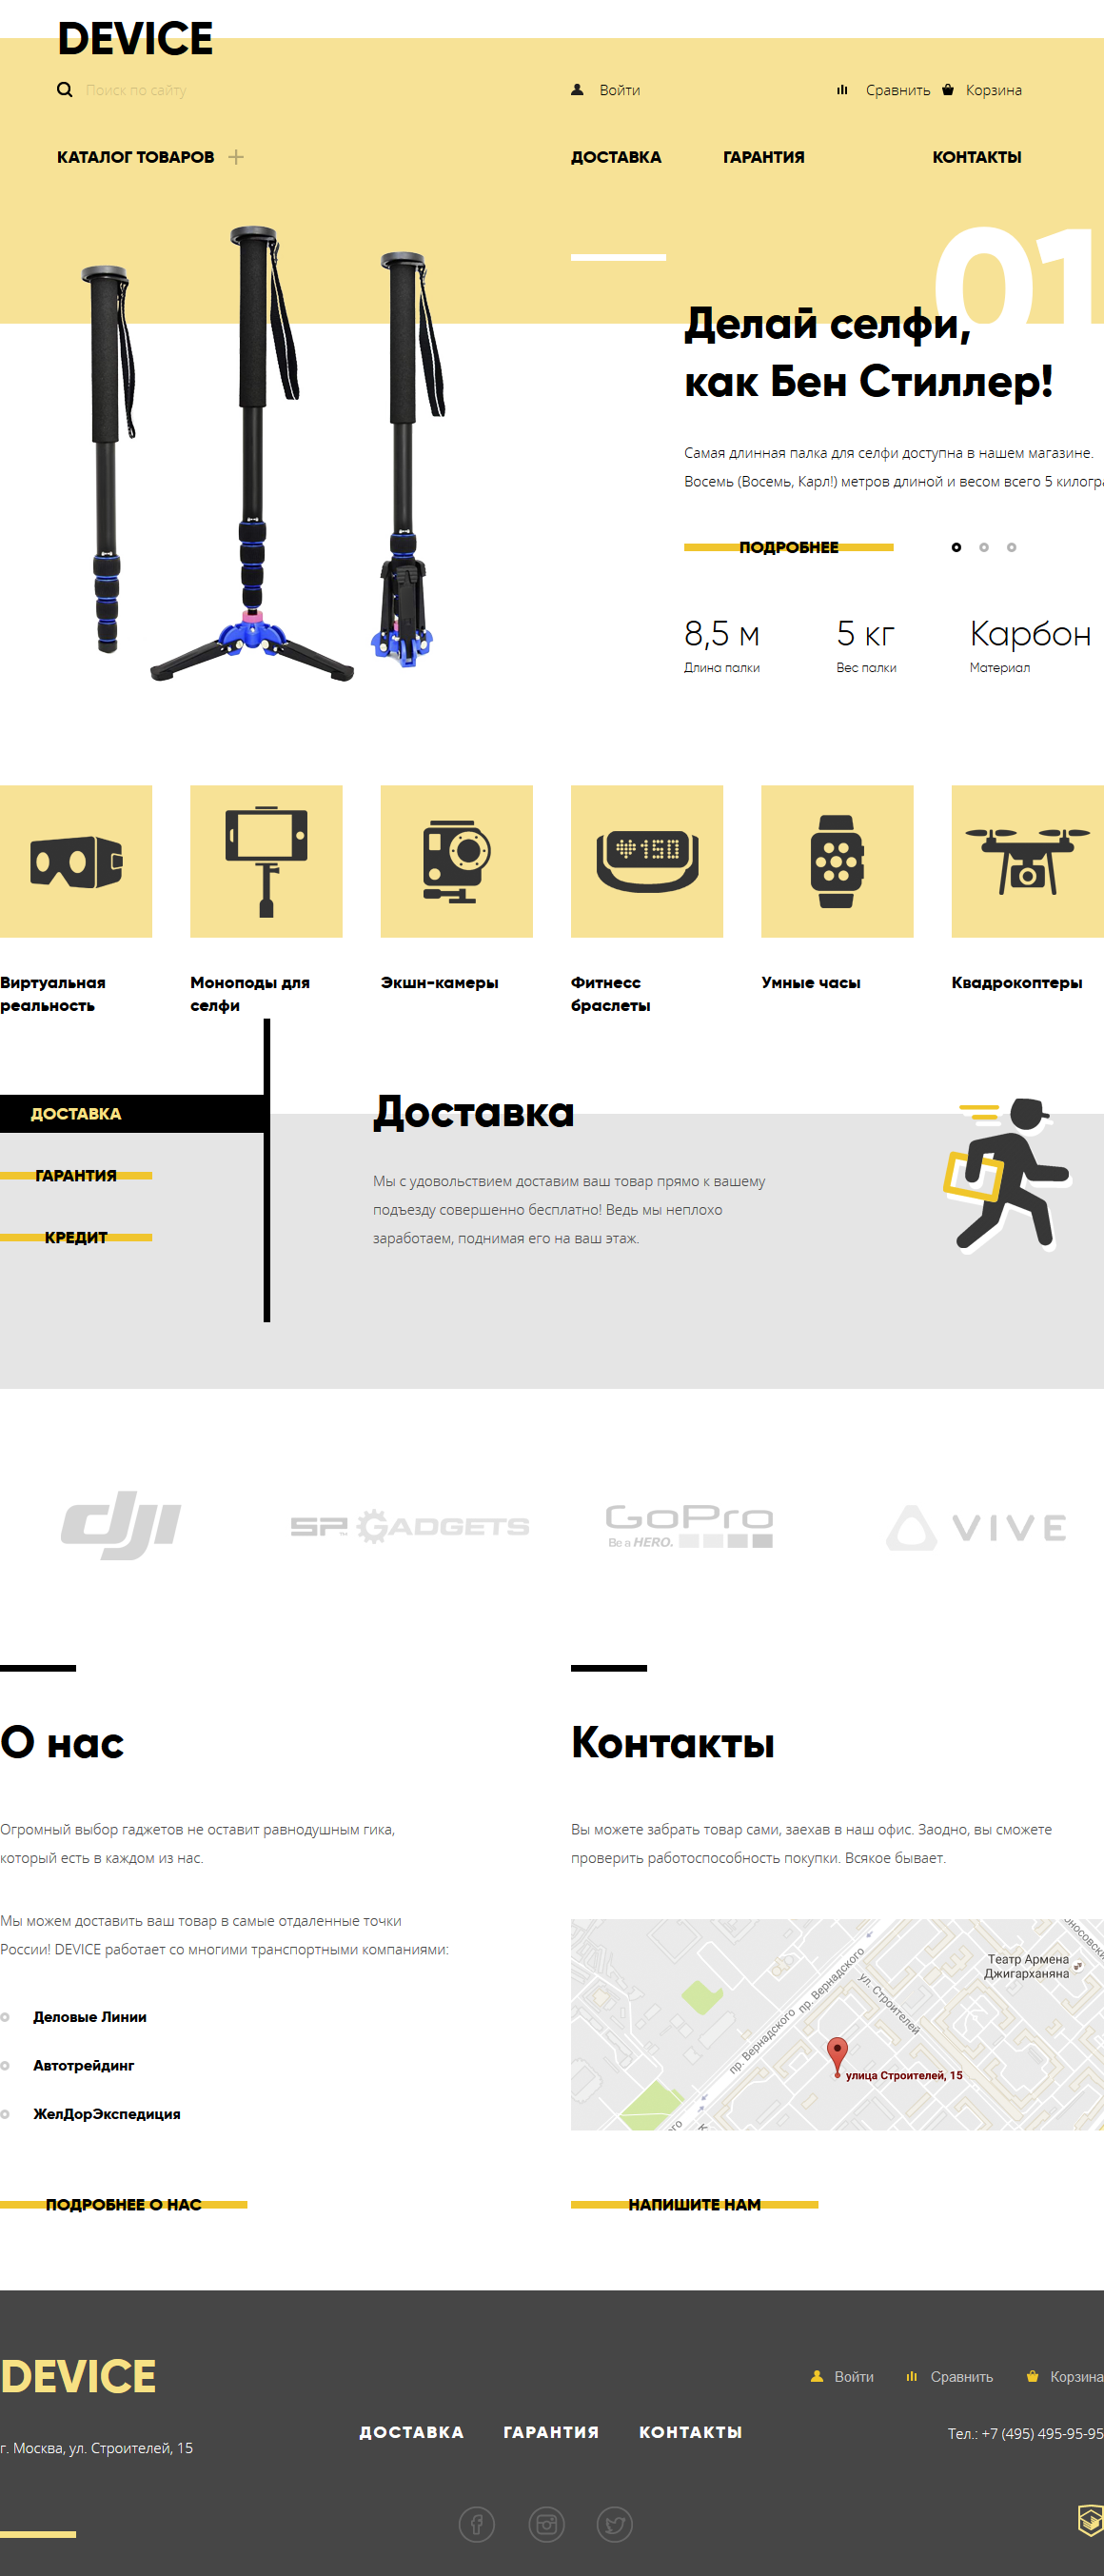 DEVICE
Поиск по сайту
Войти
Сравнить
Корзина
КАТАЛОГ ТОВАРОВ
ДОСТАВКА
ГАРАНТИЯ
КОНТАКТЫ
01
Делай селфи,
как Бен Стиллер!
Самая длинная палка для селфи доступна в нашем магазине.
Восемь (Восемь, Карл!) метров длиной и весом всего 5
ПОДРОБНЕЕ
8,5 м
Длина палки
5 кг
Вес палки
Карбон
Материал
150
Виртуальная
реальность
Моноподы для
селфи
Экшн-камеры
Фитнесс
браслеты
Умные часы
Квадрокоптеры
ДОСТАВКА
ГАРАНТИЯ
КРЕДИТ
Доставка
Мы с удовольствием доставим ваш товар прямо к вашему
подъезду совершенно бесплатно! Ведь мы неплохо
заработаем, поднимая его на ваш этаж.
dji
SP GADGETS
GoPro
Be a HERO.
VIVE
О нас
Огромный выбор гаджетов не оставит равнодушным гика,
который есть в каждом из нас.
Мы можем доставить ваш товар в самые отдаленные точки
России! DEVICE работает со многими транспортными компаниями:
Деловые Линии
Автотрейдинг
ЖелДорЭкспедиция
ПОДРОБНЕЕ О НАС
Контакты
Вы можете забрать товар сами, заехав в наш офис. Заодно, вы сможете
проверить работоспособность покупки. Всякое бывает.
Театр Армена
Джигарханяна
пр. Вернадского
ул. Строителей
пр. Вернадского
улица Строителей, 15
НАПИШИТЕ НАМ
DEVICE
Войти
Сравнить
Корзина
г. Москва, ул. Строителей, 15
ДОСТАВКА
ГАРАНТИЯ
КОНТАКТЫ
Тел.: +7 (495) 495-95-95